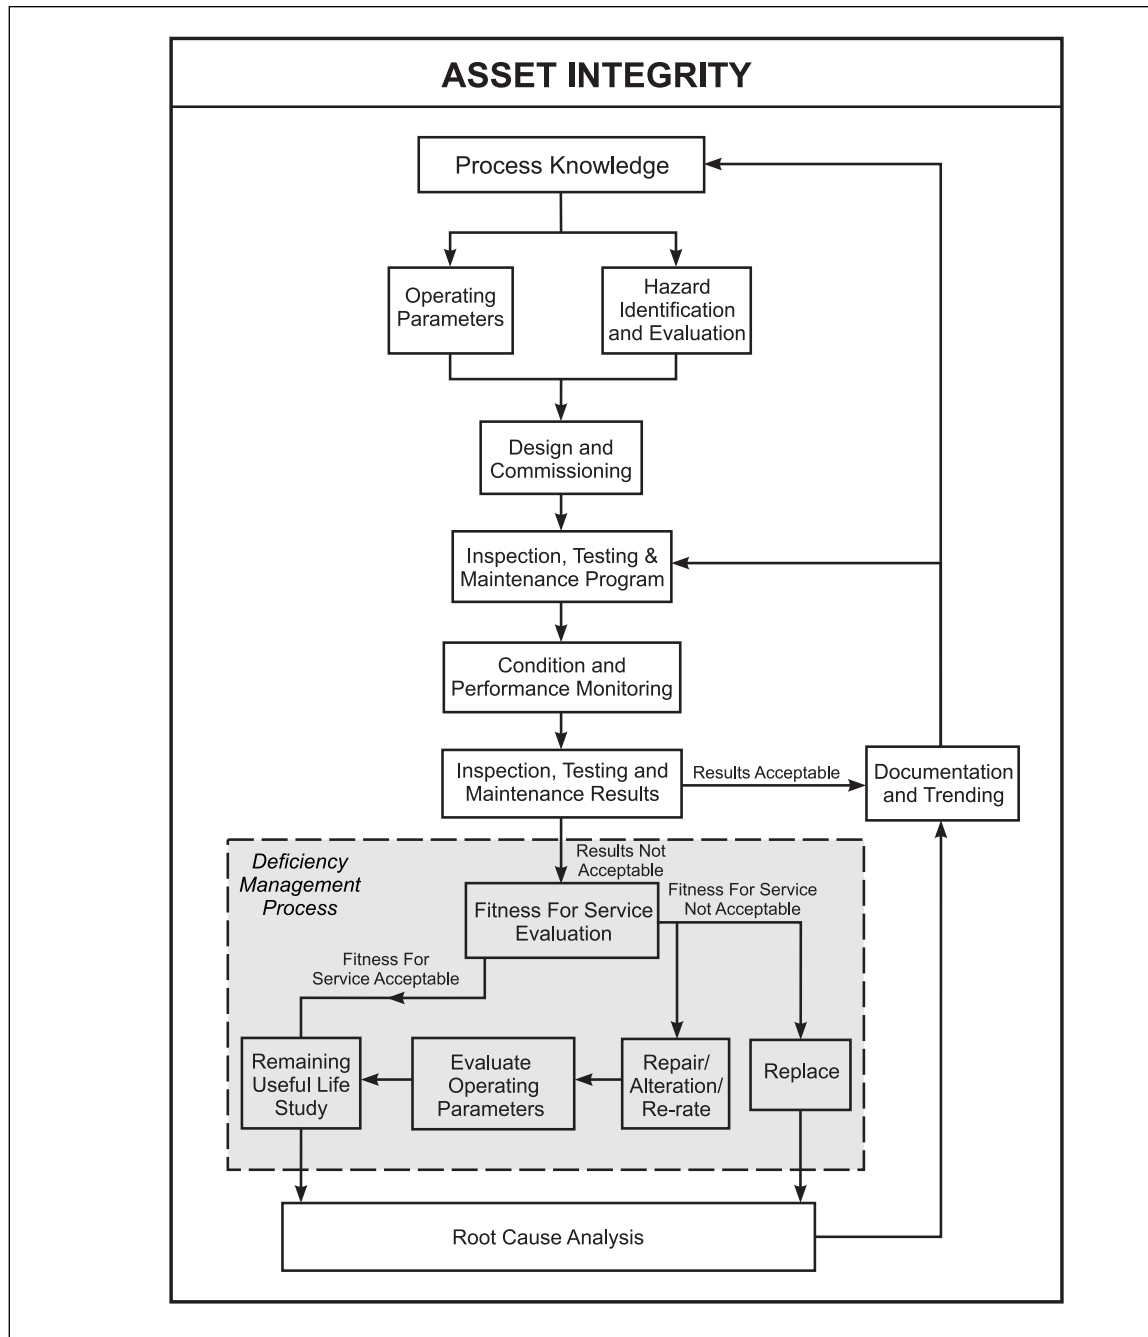 ASSET INTEGRITY
Process Knowledge
Operating
Parameters
Hazard
Identification
and Evaluation
Design and
Commissioning
Inspection, Testing &
Maintenance Program
Condition and
Performance Monitoring
Inspection, Testing and
Maintenance Results
Results Acceptable
Documentation
and Trending
Deficiency
Management
Process
Results Not
Acceptable
Fitness For Service
Evaluation
Fitness For Service
Not Acceptable
Fitness For
Service Acceptable
Remaining
Useful Life
Study
Evaluate
Operating
Parameters
Repair/
Alteration/
Re-rate
Replace
Root Cause Analysis